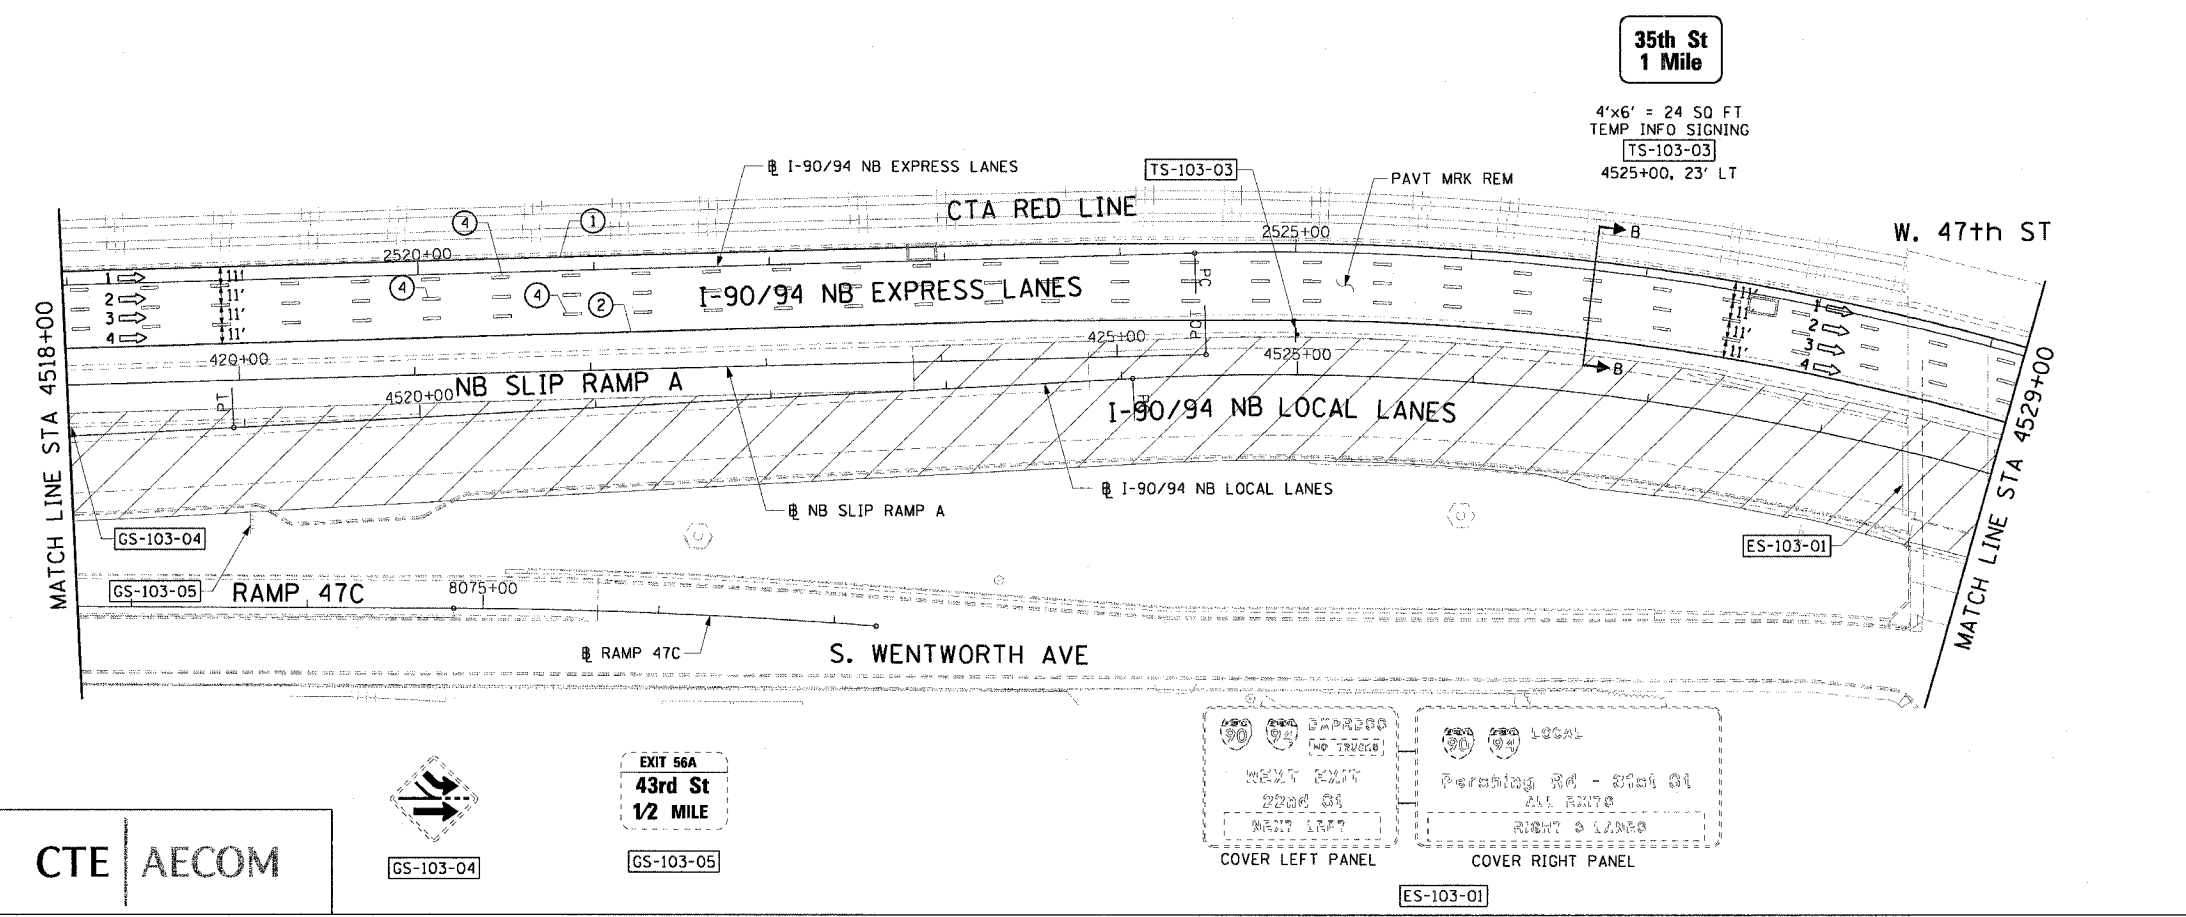 35th St
1 Mile
4'x6' = 24 SQ FT
TEMP INFO SIGNING
TS-103-03
4525+00, 23' LT
℄ I-90/94 NB EXPRESS LANES
TS-103-03
PAVT MRK REM
CTA RED LINE
W. 47th ST
4
1
2520+00
2525+00
B
1
2
3
4
11'
11'
11'
11'
4
4
2
I-90/94 NB EXPRESS LANES
PC
POT
11'
11'
11'
11'
1
2
3
4
MATCH LINE STA 4518+00
420+00
425+00
4525+00
B
PT
4520+00
NB SLIP RAMP A
I-90/94 NB LOCAL LANES
MATCH LINE STA 4529+00
℄ I-90/94 NB LOCAL LANES
℄ NB SLIP RAMP A
GS-103-04
ES-103-01
GS-103-05
RAMP 47C
8075+00
℄ RAMP 47C
S. WENTWORTH AVE
90 94 EXPRESS
NO TRUCKS
NEXT EXIT
22nd St
NEXT LEFT
COVER LEFT PANEL
90 94 LOCAL
Pershing Rd - 31st St
ALL EXITS
RIGHT 3 LANES
COVER RIGHT PANEL
ES-103-01
EXIT 56A
43rd St
1/2 MILE
GS-103-04
GS-103-05
CTE AECOM